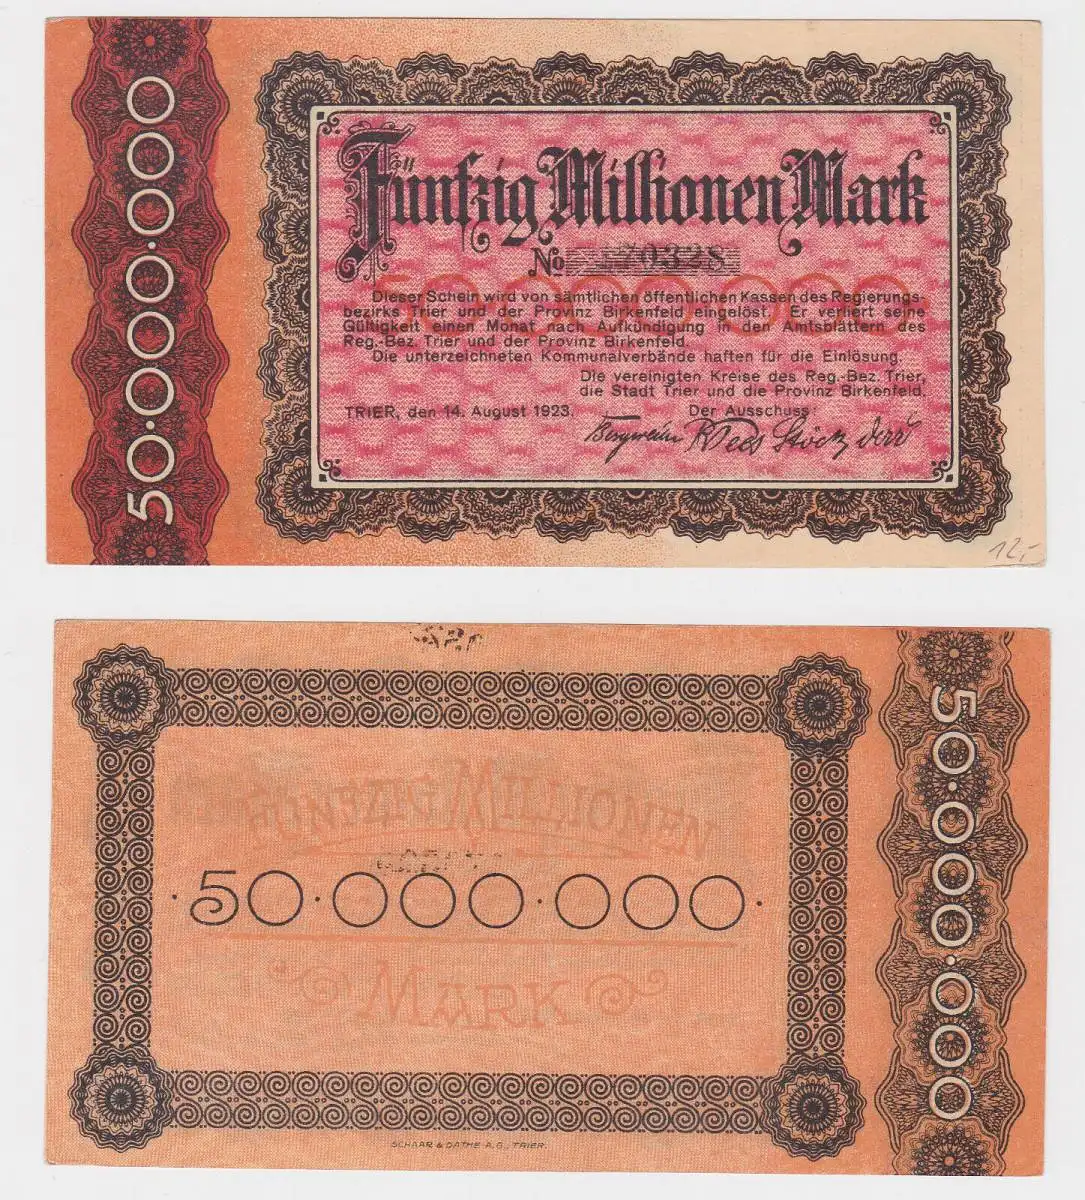 50·000·000
Fünfzig Millionen Mark
No 70328
50 000 000
Dieser Schein wird von sämtlichen öffentlichen Kassen des Regierungs-
bezirks Trier und der Provinz Birkenfeld eingelöst. Er verliert seine
Gültigkeit einen Monat nach Aufkündigung in den Amtsblättern des
Reg.-Bez. Trier und der Provinz Birkenfeld.
Die unterzeichneten Kommunalverbände haften für die Einlösung.
Die vereinigten Kreise des Reg.-Bez. Trier,
die Stadt Trier und die Provinz Birkenfeld.
TRIER, den 14. August 1923. Der Ausschuss:
12,-
FÜNFZIG MILLIONEN
·50·000·000·
MARK
50·000·000
SCHAAR & DATHE A.G., TRIER.